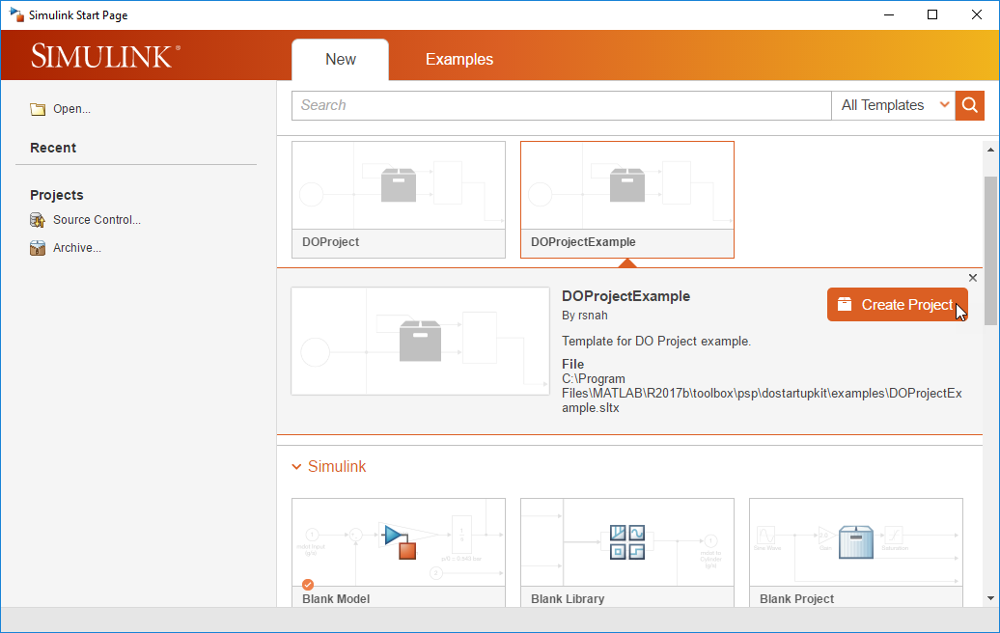 Simulink Start Page
SIMULINK®
New
Examples
Open...
Recent
Projects
Source Control...
Archive...
Search
All Templates
DOProject
DOProjectExample
DOProjectExample
By rsnah
Create Project
Template for DO Project example.
File
C:\Program
Files\MATLAB\R2017b\toolbox\psp\dostartupkit\examples\DOProjectEx
ample.sltx
Simulink
Blank Model
Blank Library
Blank Project